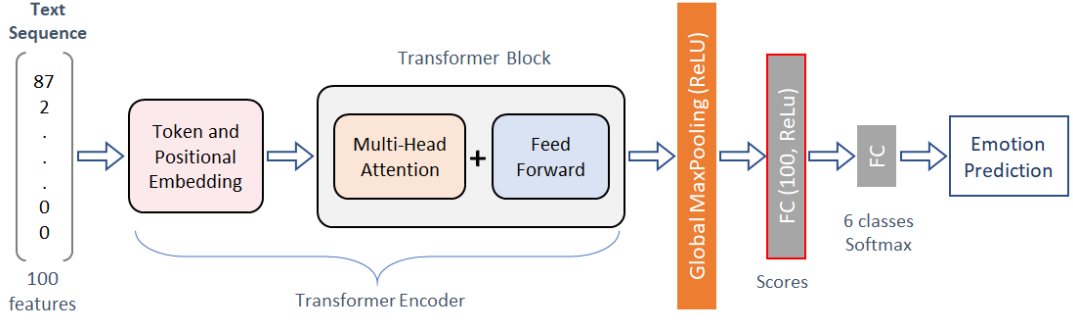 Text
Sequence
87
2
.
.
.
0
0
100
features
Token and
Positional
Embedding
Transformer Block
Multi-Head
Attention
+
Feed
Forward
Transformer Encoder
Global MaxPooling (ReLU)
FC (100, ReLu)
Scores
FC
6 classes
Softmax
Emotion
Prediction